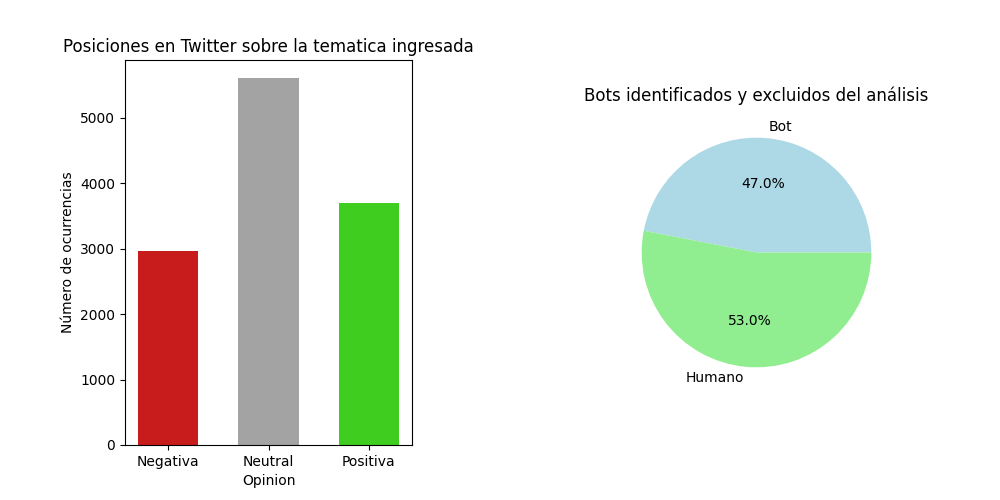 Posiciones en Twitter sobre la tematica ingresada
Número de ocurrencias
5000
4000
3000
2000
1000
0
Negativa
Neutral
Positiva
Opinion
Bots identificados y excluidos del análisis
Bot
47.0%
53.0%
Humano